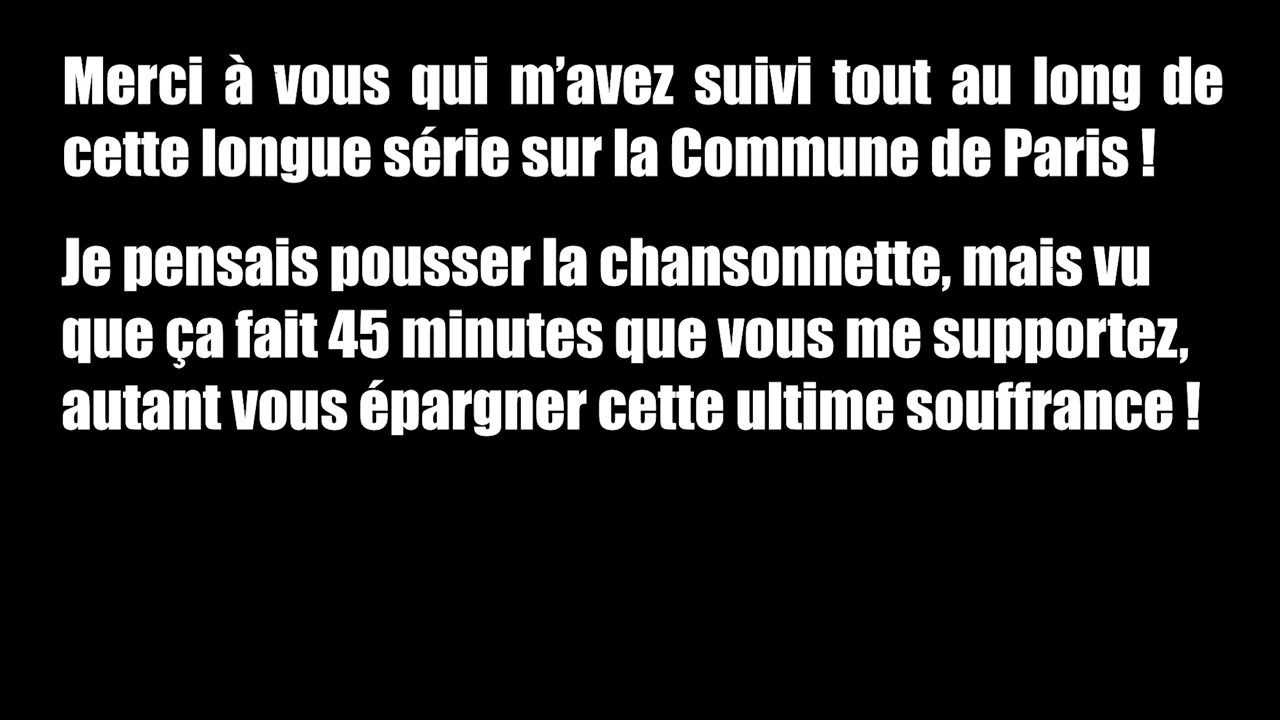 Merci à vous qui m’avez suivi tout au long de
cette longue série sur la Commune de Paris !
Je pensais pousser la chansonnette, mais vu
que ça fait 45 minutes que vous me supportez,
autant vous épargner cette ultime souffrance !